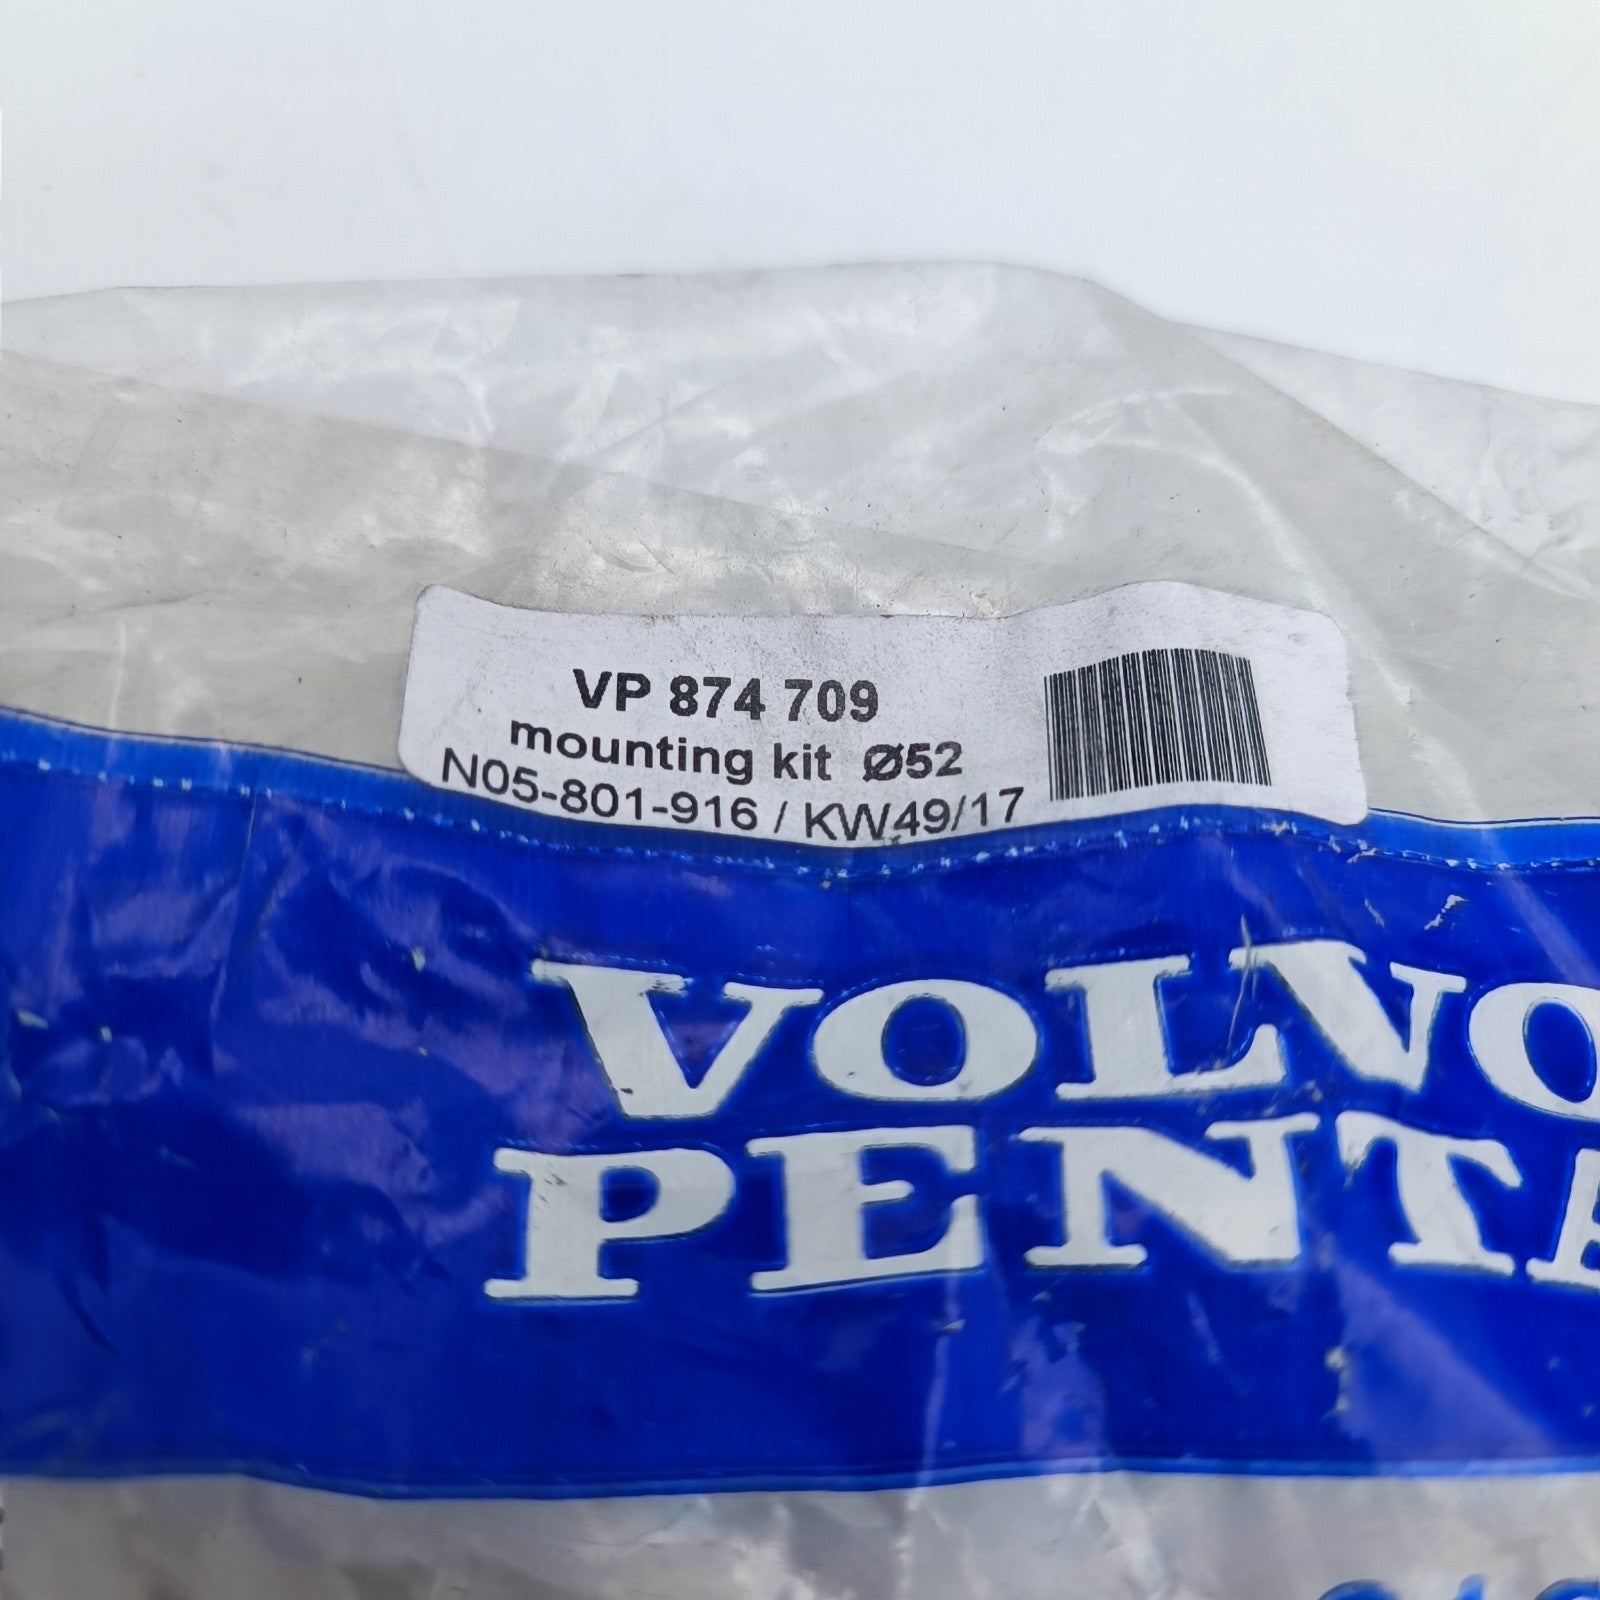 VP 874 709
mounting kit Ø52
N05-801-916 / KW49/17
VOLVO
PENTA